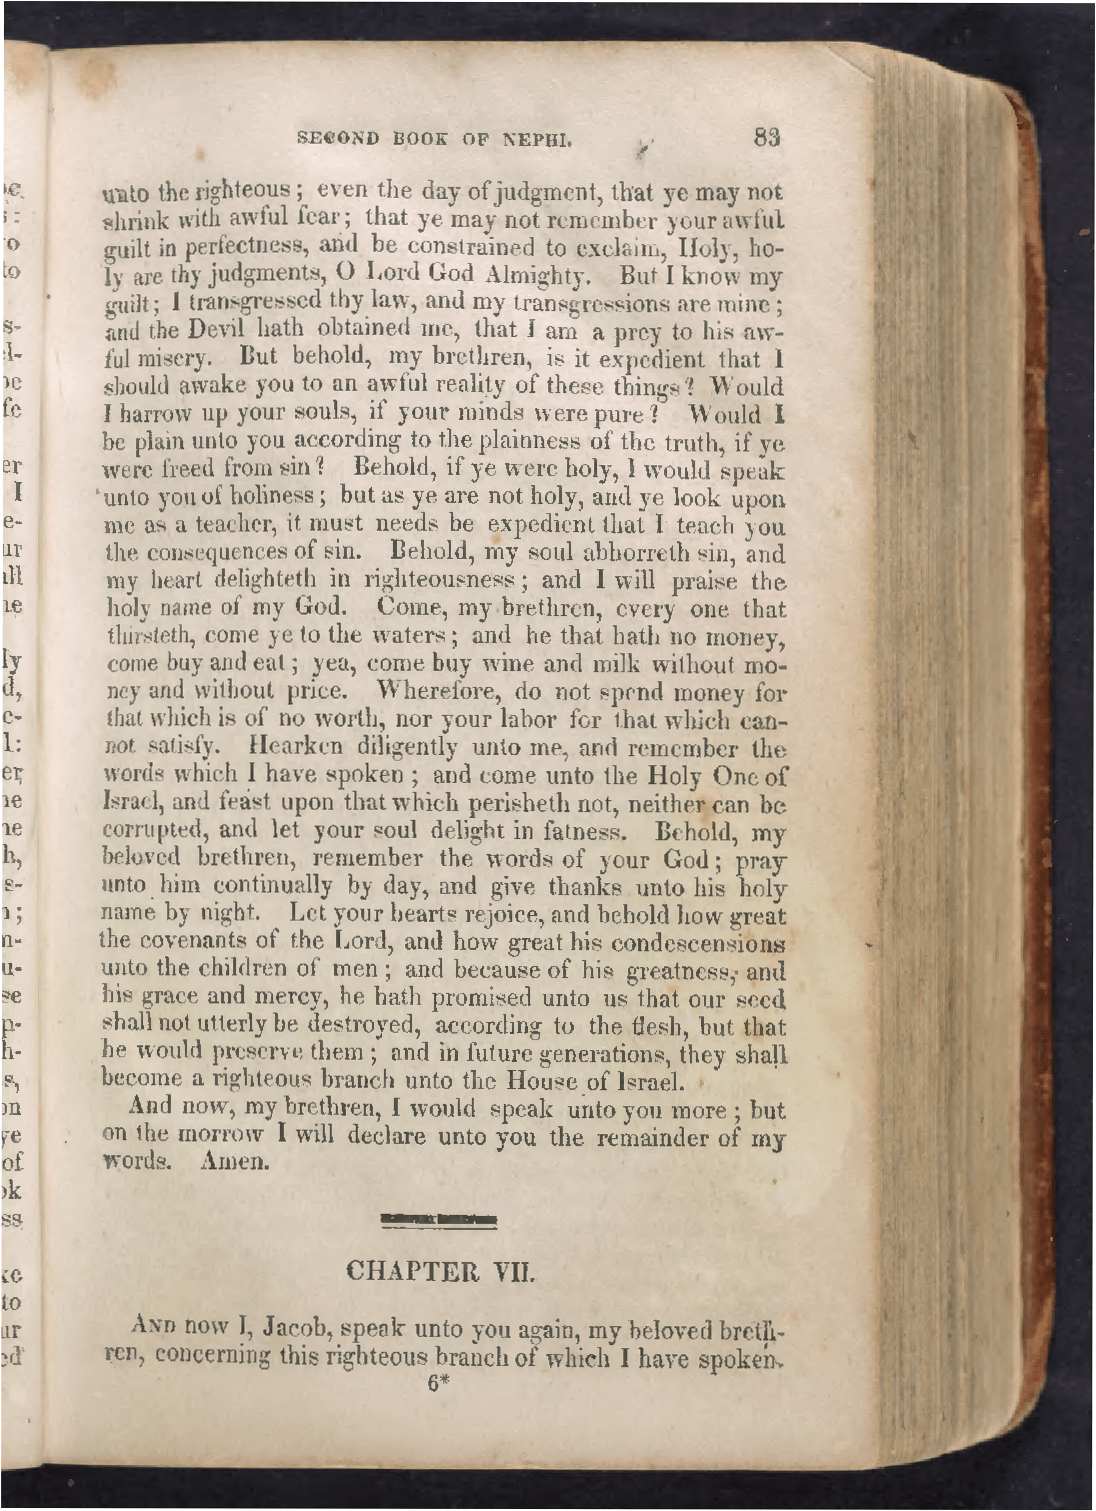 SECOND BOOK OF NEPHI. 83
unto the righteous; even the day of judgment, that ye may not
shrink with awful fear; that ye may not remember your awful
guilt in perfectness, and be constrained to exclaim, Holy, ho-
ly are thy judgments, O Lord God Almighty. But I know my
guilt; I transgressed thy law, and my transgressions are mine;
and the Devil hath obtained me, that I am a prey to his aw-
ful misery. But behold, my brethren, is it expedient that I
should awake you to an awful reality of these things? Would
I harrow up your souls, if your minds were pure? Would I
be plain unto you according to the plainness of the truth, if ye
were freed from sin? Behold, if ye were holy, I would speak
unto you of holiness; but as ye are not holy, and ye look upon
me as a teacher, it must needs be expedient that I teach you
the consequences of sin. Behold, my soul abhorreth sin, and
my heart delighteth in righteousness; and I will praise the
holy name of my God. Come, my brethren, every one that
thirsteth, come ye to the waters; and he that hath no money,
come buy and eat; yea, come buy wine and milk without mo-
ney and without price. Wherefore, do not spend money for
that which is of no worth, nor your labor for that which can-
not satisfy. Hearken diligently unto me, and remember the
words which I have spoken; and come unto the Holy One of
Israel, and feast upon that which perisheth not, neither can be
corrupted, and let your soul delight in fatness. Behold, my
beloved brethren, remember the words of your God; pray
unto him continually by day, and give thanks unto his holy
name by night. Let your hearts rejoice, and behold how great
the covenants of the Lord, and how great his condescensions
unto the children of men; and because of his greatness, and
his grace and mercy, he hath promised unto us that our seed
shall not utterly be destroyed, according to the flesh, but that
he would preserve them; and in future generations, they shall
become a righteous branch unto the House of Israel.
And now, my brethren, I would speak unto you more; but
on the morrow I will declare unto you the remainder of my
words. Amen.
CHAPTER VII.
AND now I, Jacob, speak unto you again, my beloved breth-
ren, concerning this righteous branch of which I have spoken.
6*